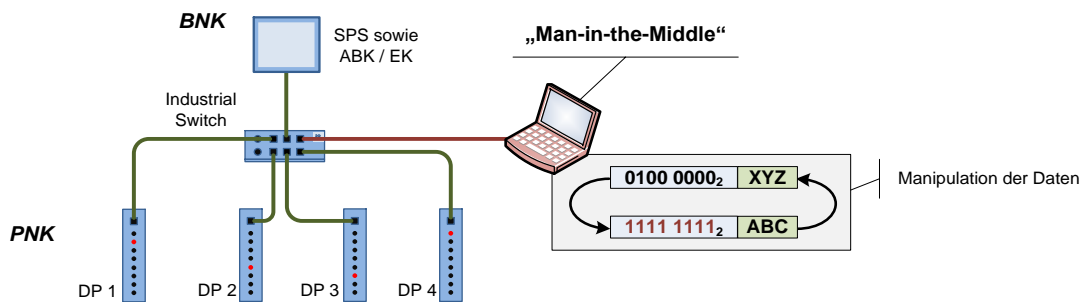 BNK
SPS sowie
ABK / EK
„Man-in-the-Middle“
Industrial
Switch
0100 0000₂ XYZ
Manipulation der Daten
1111 1111₂ ABC
PNK
DP 1
DP 2
DP 3
DP 4